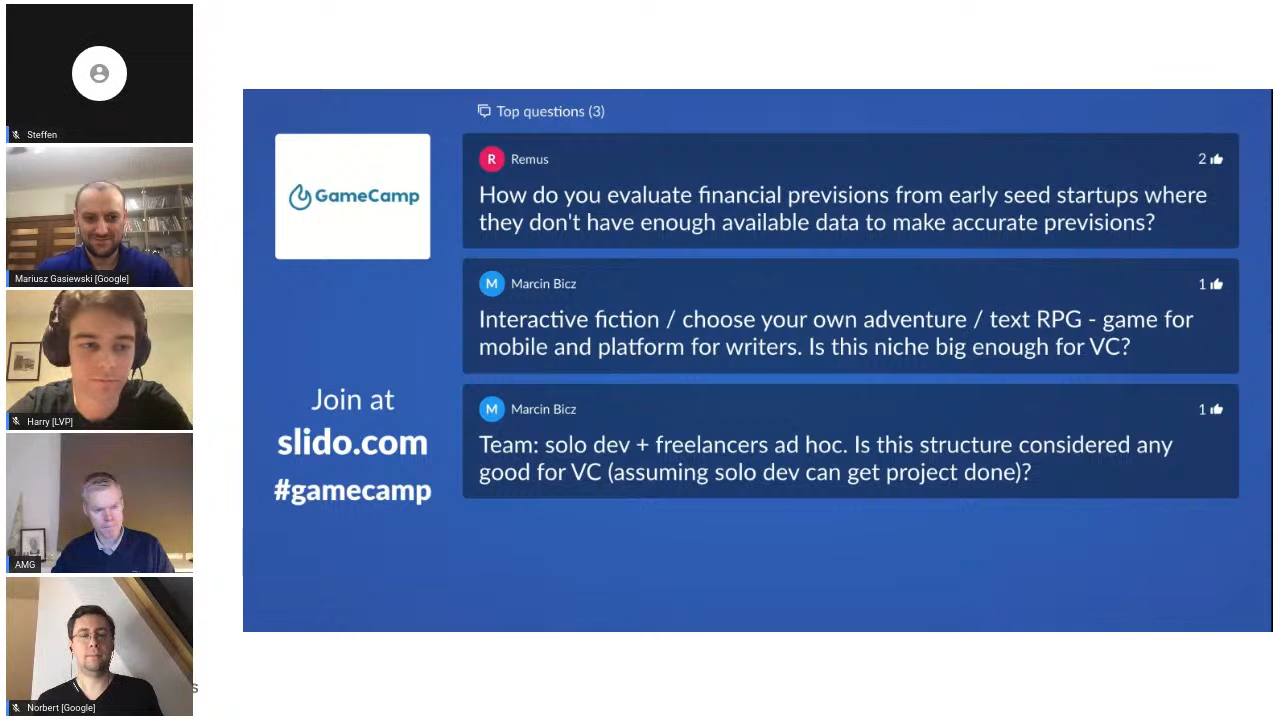 Steffen
Mariusz Gasiewski [Google]
Harry [LVP]
AMG
Norbert [Google]
s
GameCamp
Join at
slido.com
#gamecamp
Top questions (3)
R
Remus
2
How do you evaluate financial previsions from early seed startups where
they don't have enough available data to make accurate previsions?
M
Marcin Bicz
1
Interactive fiction / choose your own adventure / text RPG - game for
mobile and platform for writers. Is this niche big enough for VC?
M
Marcin Bicz
1
Team: solo dev + freelancers ad hoc. Is this structure considered any
good for VC (assuming solo dev can get project done)?